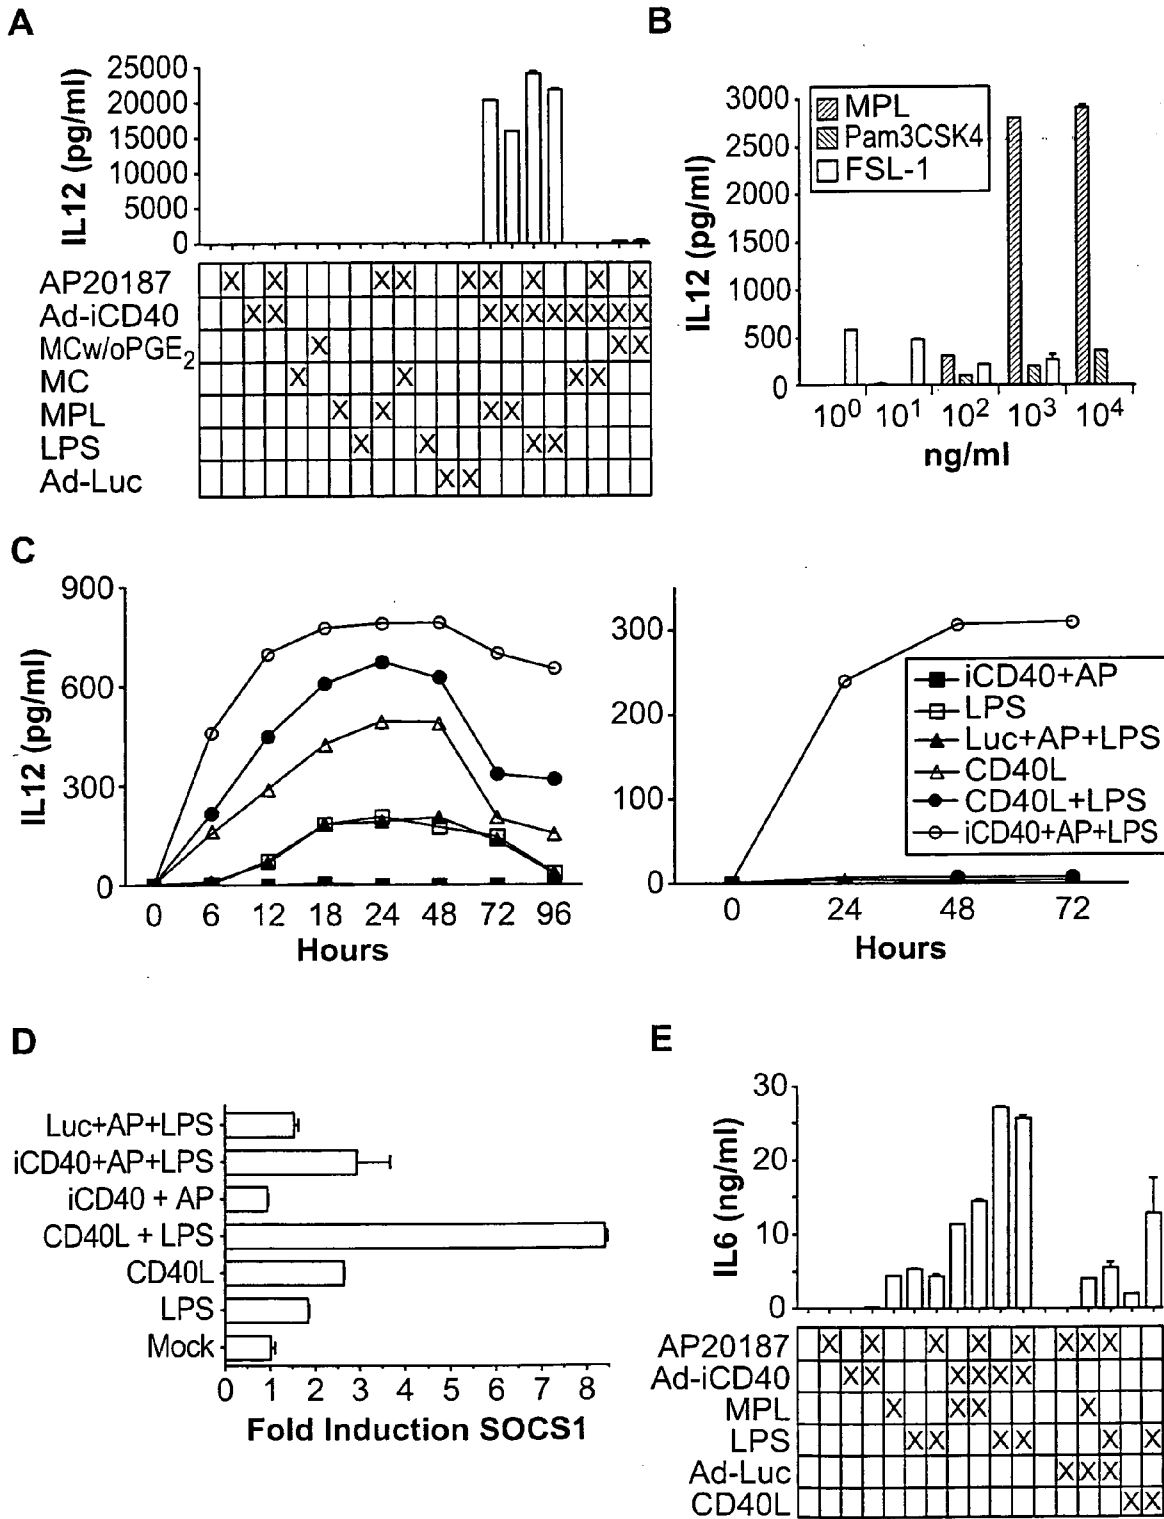 A
IL12 (pg/ml)
25000
20000
15000
10000
5000
0
AP20187 X X X X X X X X X
Ad-iCD40 X X X X X X X X X X
MCw/oPGE2 X X X
MC X X X X
MPL X X X X
LPS X X X X
Ad-Luc X X
B
IL12 (pg/ml)
3000
2500
2000
1500
1000
500
0
MPL
Pam3CSK4
FSL-1
10^0 10^1 10^2 10^3 10^4
ng/ml
C
IL12 (pg/ml)
900
600
300
0
0 6 12 18 24 48 72 96
Hours
300
200
100
0
0 24 48 72
Hours
iCD40+AP
LPS
Luc+AP+LPS
CD40L
CD40L+LPS
iCD40+AP+LPS
D
Luc+AP+LPS
iCD40+AP+LPS
iCD40 + AP
CD40L + LPS
CD40L
LPS
Mock
0 1 2 3 4 5 6 7 8
Fold Induction SOCS1
E
IL6 (ng/ml)
30
20
10
0
AP20187 X X X X X X X X
Ad-iCD40 X X X X X X
MPL X X X X
LPS X X X X X X
Ad-Luc X X X
CD40L X X